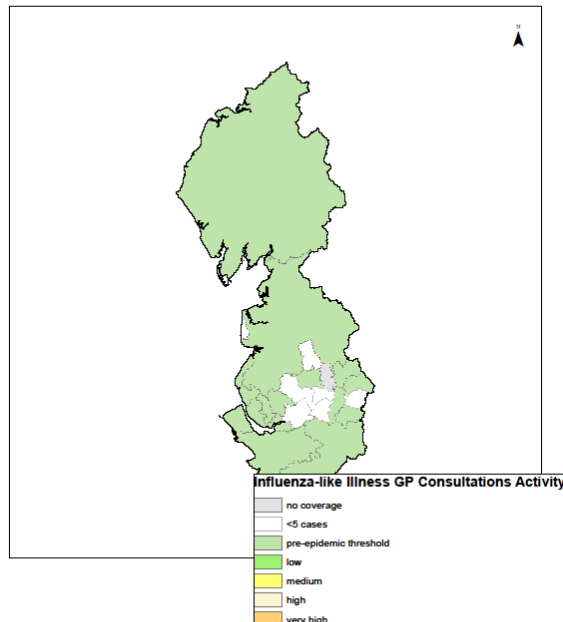 N
Influenza-like Illness GP Consultations Activity
no coverage
<5 cases
pre-epidemic threshold
low
medium
high
very high